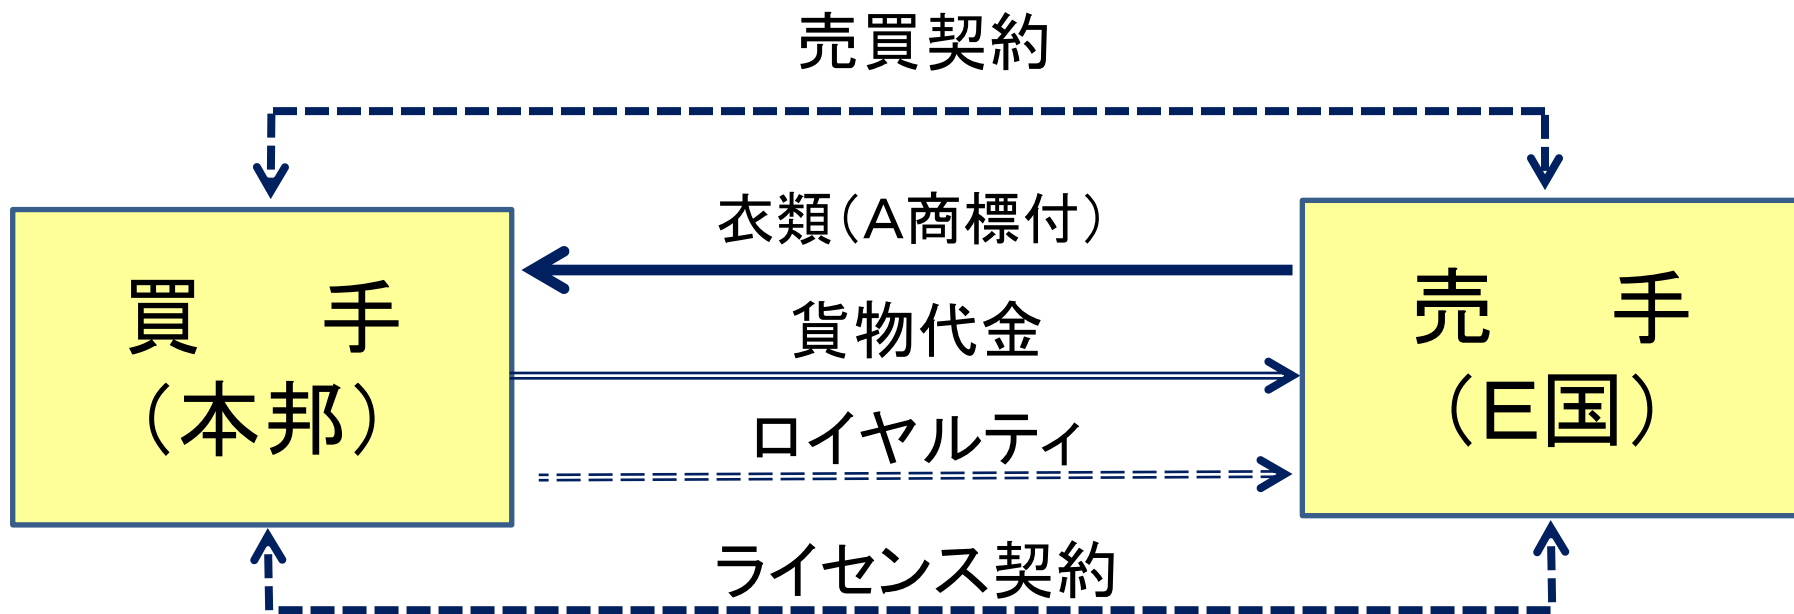 売買契約
衣類（A商標付）
買　手
（本邦）
貨物代金
売　手
（E国）
ロイヤルティ
ライセンス契約